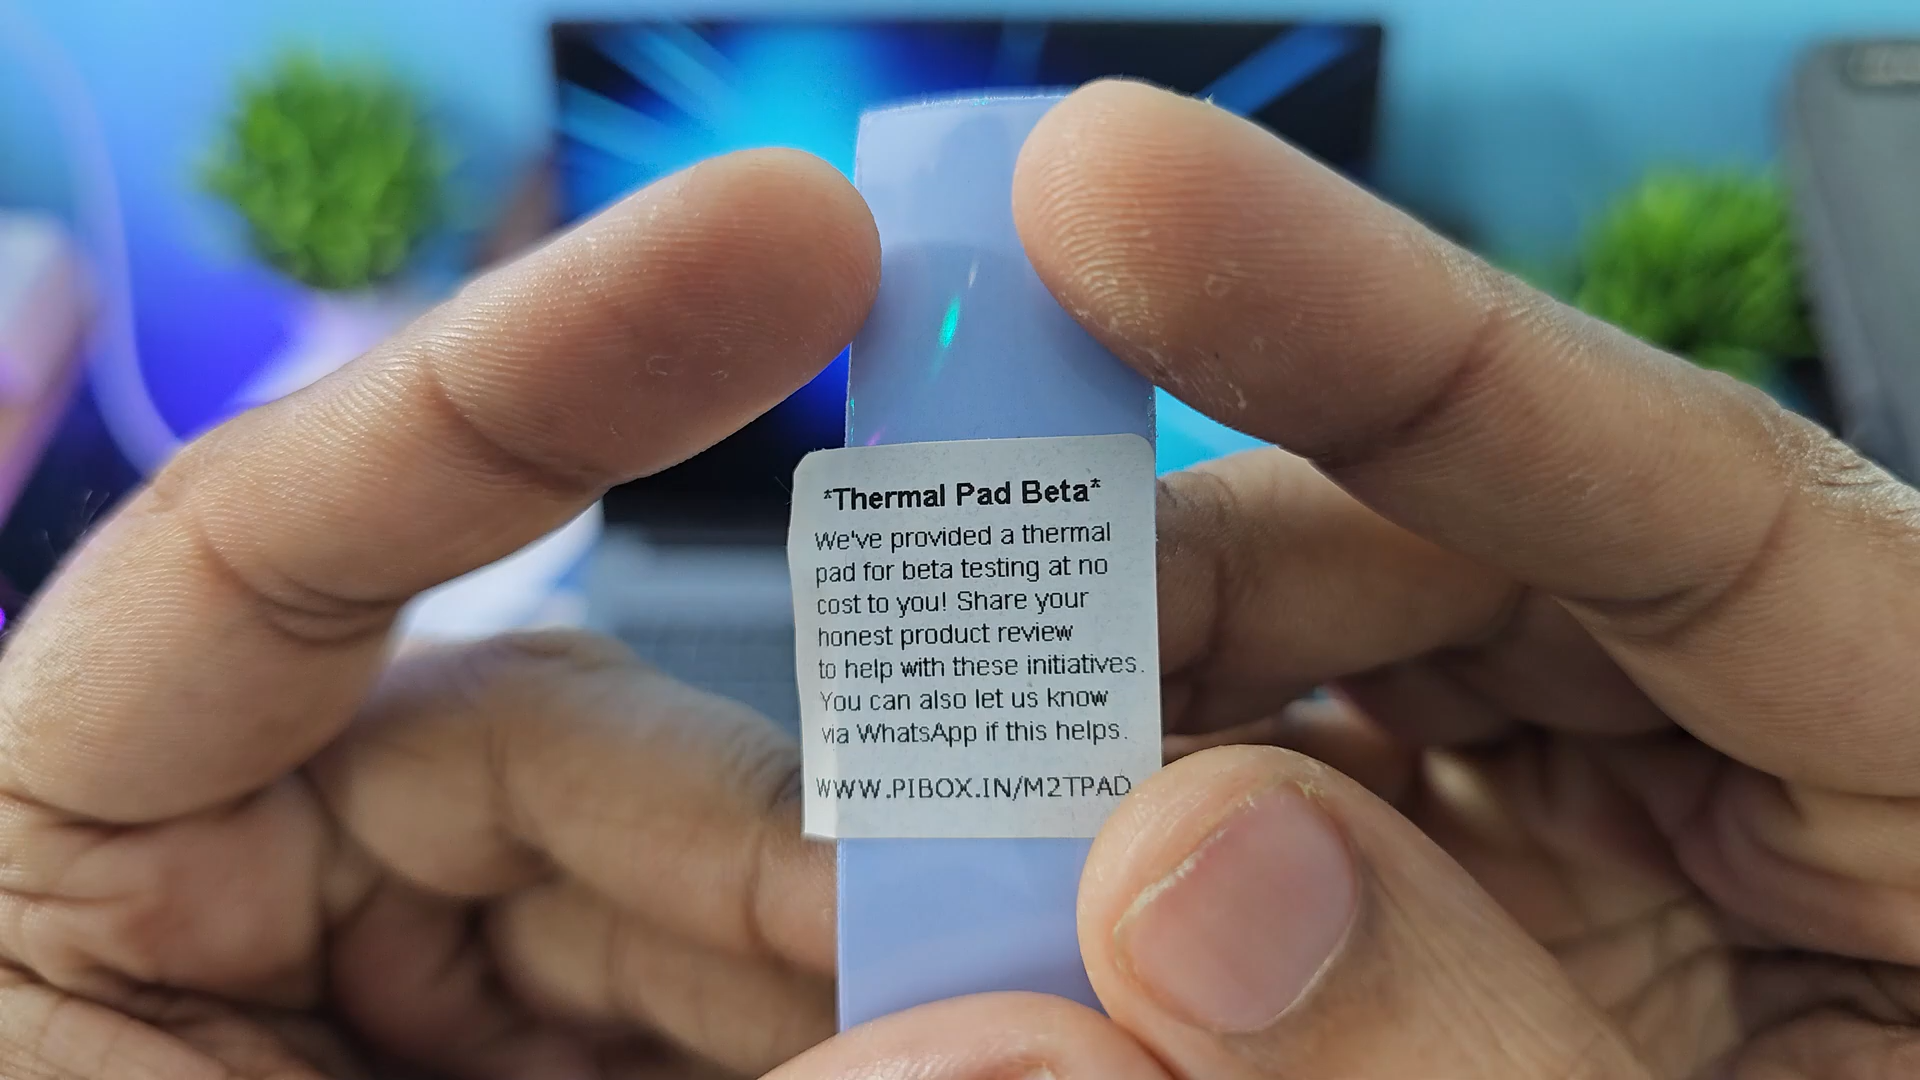 *Thermal Pad Beta*
We've provided a thermal
pad for beta testing at no
cost to you! Share your
honest product review
to help with these initiatives.
You can also let us know
via WhatsApp if this helps.
WWW.PIBOX.IN/M2TPAD